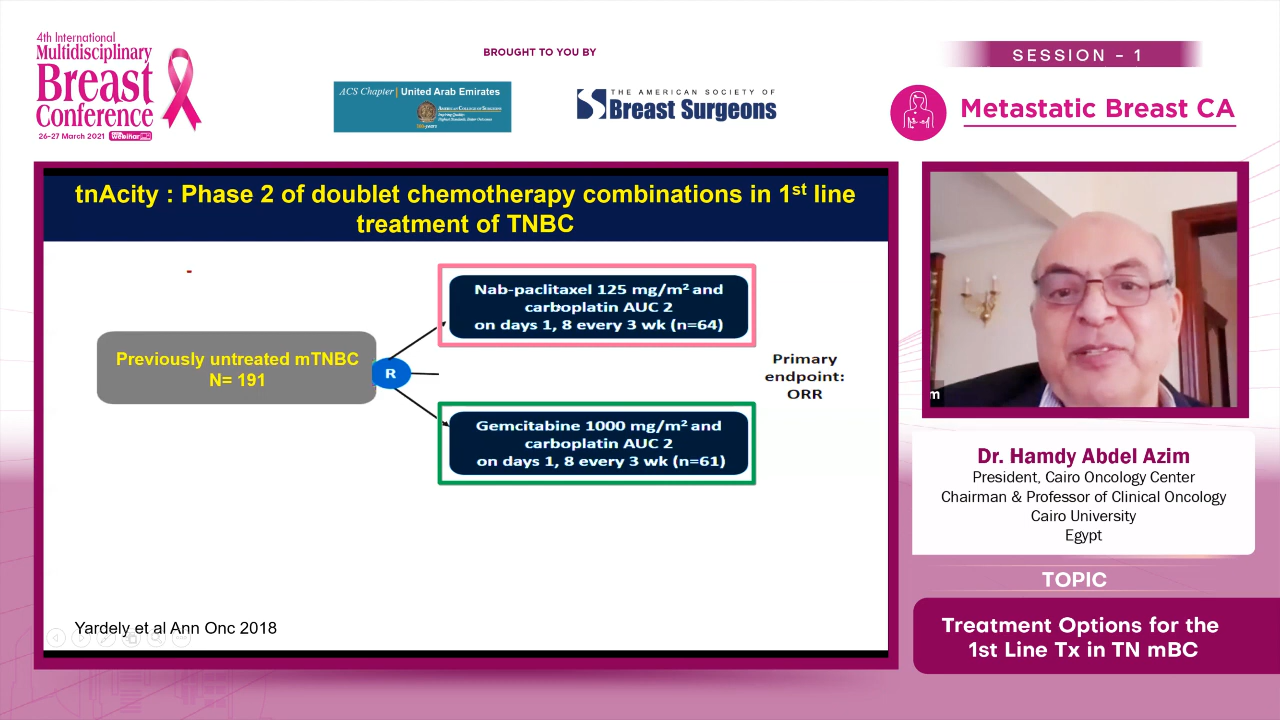 4th International
Multidisciplinary
Breast
Conference
26-27 March 2021 Webinar
BROUGHT TO YOU BY
ACS Chapter | United Arab Emirates
AMERICAN COLLEGE OF SURGEONS
THE AMERICAN SOCIETY OF
Breast Surgeons
SESSION - 1
Metastatic Breast CA
tnAcity : Phase 2 of doublet chemotherapy combinations in 1st line
treatment of TNBC
Nab-paclitaxel 125 mg/m² and
carboplatin AUC 2
on days 1, 8 every 3 wk (n=64)
Previously untreated mTNBC
N= 191
R
Primary
endpoint:
ORR
Gemcitabine 1000 mg/m² and
carboplatin AUC 2
on days 1, 8 every 3 wk (n=61)
Yardely et al Ann Onc 2018
m
Dr. Hamdy Abdel Azim
President, Cairo Oncology Center
Chairman & Professor of Clinical Oncology
Cairo University
Egypt
TOPIC
Treatment Options for the
1st Line Tx in TN mBC